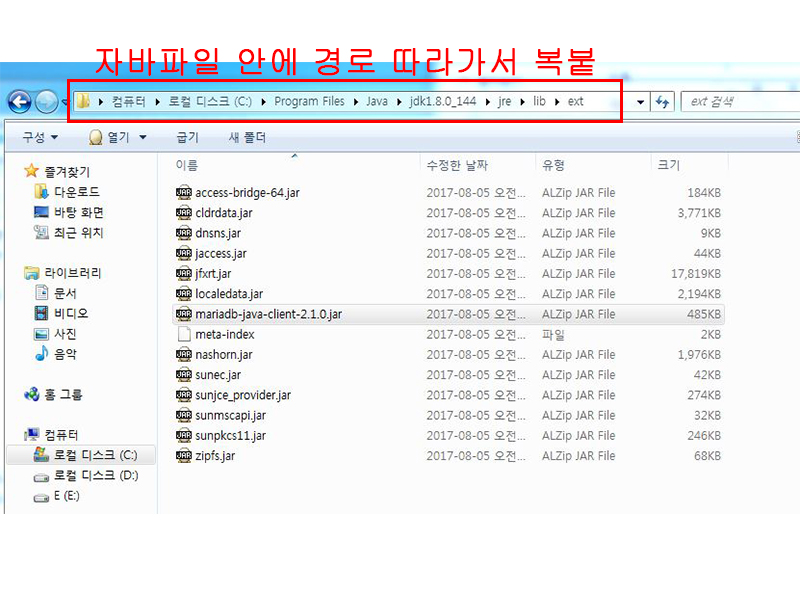 자바파일 안에 경로 따라가서 복붙
컴퓨터 로컬 디스크 (C:) Program Files Java jdk1.8.0_144 jre lib ext ext 검색
구성 열기 굽기 새 폴더
이름 수정한 날짜 유형 크기
즐겨찾기
다운로드
바탕 화면
최근 위치
라이브러리
문서
비디오
사진
음악
홈 그룹
컴퓨터
로컬 디스크 (C:)
로컬 디스크 (D:)
E (E:)
access-bridge-64.jar 2017-08-05 오전... ALZip JAR File 184KB
cldrdata.jar 2017-08-05 오전... ALZip JAR File 3,771KB
dnsns.jar 2017-08-05 오전... ALZip JAR File 9KB
jaccess.jar 2017-08-05 오전... ALZip JAR File 44KB
jfxrt.jar 2017-08-05 오전... ALZip JAR File 17,819KB
localedata.jar 2017-08-05 오전... ALZip JAR File 2,194KB
mariadb-java-client-2.1.0.jar 2017-08-05 오전... ALZip JAR File 485KB
meta-index 2017-08-05 오전... 파일 2KB
nashorn.jar 2017-08-05 오전... ALZip JAR File 1,976KB
sunec.jar 2017-08-05 오전... ALZip JAR File 42KB
sunjce_provider.jar 2017-08-05 오전... ALZip JAR File 274KB
sunmscapi.jar 2017-08-05 오전... ALZip JAR File 32KB
sunpkcs11.jar 2017-08-05 오전... ALZip JAR File 246KB
zipfs.jar 2017-08-05 오전... ALZip JAR File 68KB